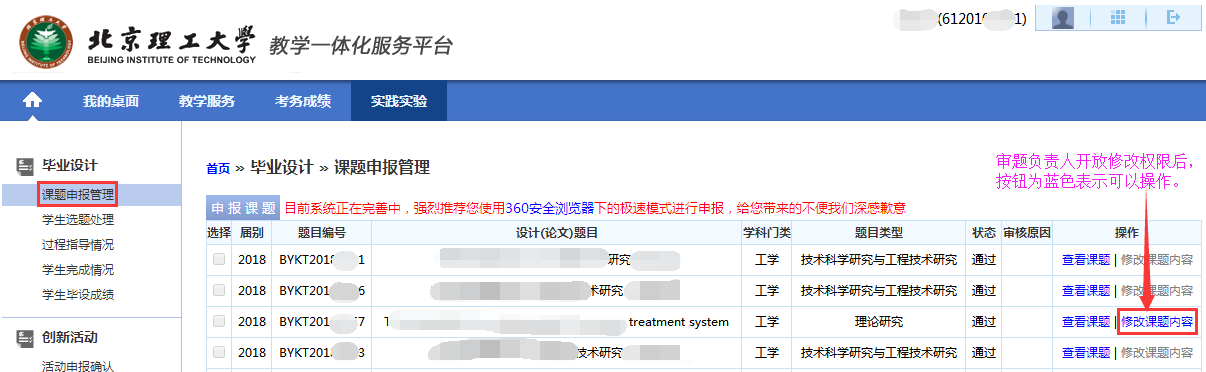 (612010 1)
北京理工大学
BEIJING INSTITUTE OF TECHNOLOGY
教学一体化服务平台
我的桌面 教学服务 考务成绩 实践实验
毕业设计
课题申报管理
学生选题处理
过程指导情况
学生完成情况
学生毕设成绩
创新活动
活动申报确认
首页 » 毕业设计 » 课题申报管理
审题负责人开放修改权限后，
按钮为蓝色表示可以操作。
申报课题 目前系统正在完善中，强烈推荐您使用360安全浏览器下的极速模式进行申报，给您带来的不便我们深感歉意
选择 届别 题目编号 设计(论文)题目 学科门类 题目类型 状态 审核原因 操作
2018 BYKT201 1 研究 工学 技术科学研究与工程技术研究 通过 查看课题 | 修改课题内容
2018 BYKT201 6 术研究 工学 技术科学研究与工程技术研究 通过 查看课题 | 修改课题内容
2018 BYKT201 7 T treatment system 工学 理论研究 通过 查看课题 | 修改课题内容
2018 BYKT201 3 技术研究 工学 技术科学研究与工程技术研究 通过 查看课题 | 修改课题内容